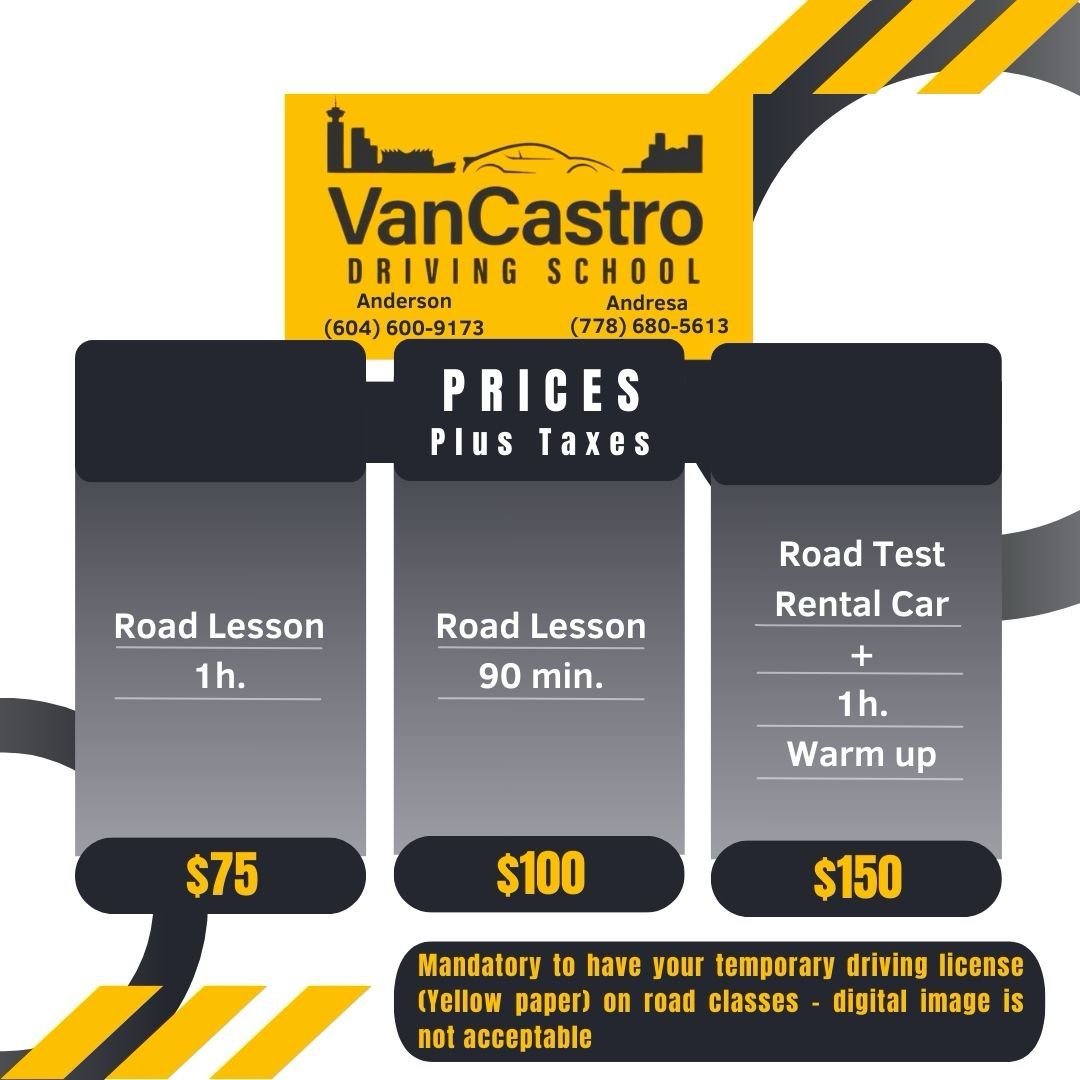 VanCastro
DRIVING SCHOOL
Anderson
(604) 600-9173
Andresa
(778) 680-5613
PRICES
Plus Taxes
Road Lesson
1h.
$75
Road Lesson
90 min.
$100
Road Test
Rental Car
+
1h.
Warm up
$150
Mandatory to have your temporary driving license
(Yellow paper) on road classes - digital image is
not acceptable